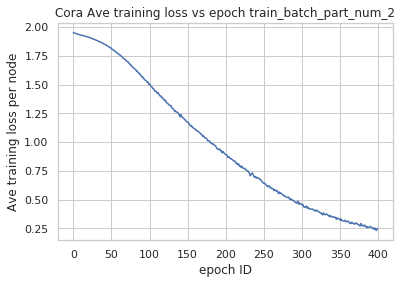 Cora Ave training loss vs epoch train_batch_part_num_2
Ave training loss per node
2.00
1.75
1.50
1.25
1.00
0.75
0.50
0.25
0 50 100 150 200 250 300 350 400
epoch ID